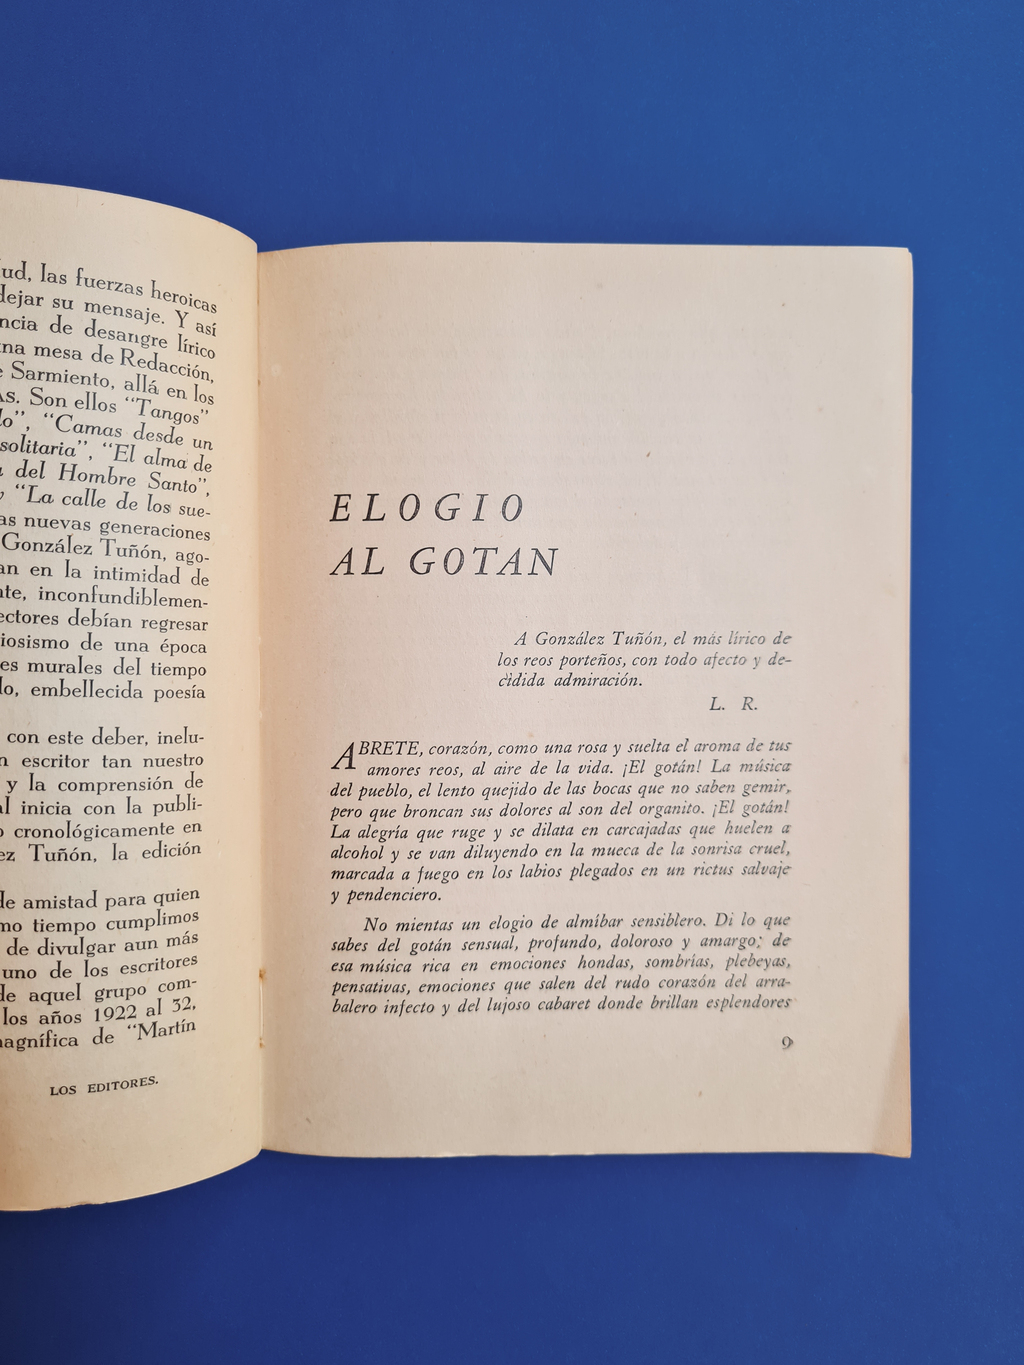 ud, las fuerzas heroicas
dejar su mensaje. Y así
ncia de desangre lírico
na mesa de Redacción,
Sarmiento, allá en los
As. Son ellos "Tangos"
lo", "Camas desde un
solitaria", "El alma de
del Hombre Santo",
y "La calle de los sue-
as nuevas generaciones
González Tuñón, ago-
an en la intimidad de
te, inconfundiblemen-
ectores debían regresar
iosismo de una época
es murales del tiempo
lo, embellecida poesía
con este deber, inelu-
n escritor tan nuestro
y la comprensión de
al inicia con la publi-
o cronológicamente en
ez Tuñón, la edición
de amistad para quien
mo tiempo cumplimos
de divulgar aun más
uno de los escritores
de aquel grupo com-
los años 1922 al 32,
nagnífica de "Martín
LOS EDITORES.
ELOGIO
AL GOTAN
A González Tuñón, el más lírico de
los reos porteños, con todo afecto y de-
cidida admiración.
L. R.
ABRETE, corazón, como una rosa y suelta el aroma de tus
amores reos, al aire de la vida. ¡El gotán! La música
del pueblo, el lento quejido de las bocas que no saben gemir,
pero que broncan sus dolores al son del organito. ¡El gotán!
La alegría que ruge y se dilata en carcajadas que huelen a
alcohol y se van diluyendo en la mueca de la sonrisa cruel,
marcada a fuego en los labios plegados en un rictus salvaje
y pendenciero.
No mientas un elogio de almíbar sensiblero. Di lo que
sabes del gotán sensual, profundo, doloroso y amargo; de
esa música rica en emociones hondas, sombrías, plebeyas,
pensativas, emociones que salen del rudo corazón del arra-
balero infecto y del lujoso cabaret donde brillan esplendores
9